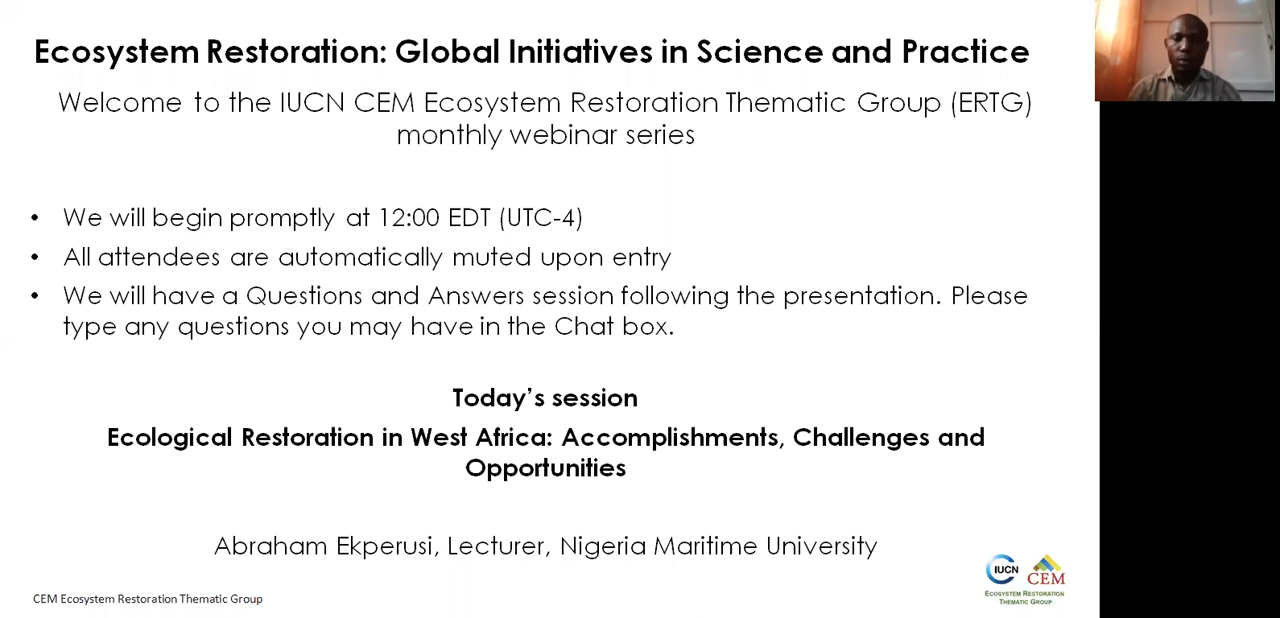 Ecosystem Restoration: Global Initiatives in Science and Practice
Welcome to the IUCN CEM Ecosystem Restoration Thematic Group (ERTG)
monthly webinar series
• We will begin promptly at 12:00 EDT (UTC-4)
• All attendees are automatically muted upon entry
• We will have a Questions and Answers session following the presentation. Please
type any questions you may have in the Chat box.
Today's session
Ecological Restoration in West Africa: Accomplishments, Challenges and
Opportunities
Abraham Ekperusi, Lecturer, Nigeria Maritime University
IUCN CEM
Ecosystem Restoration
Thematic Group
CEM Ecosystem Restoration Thematic Group